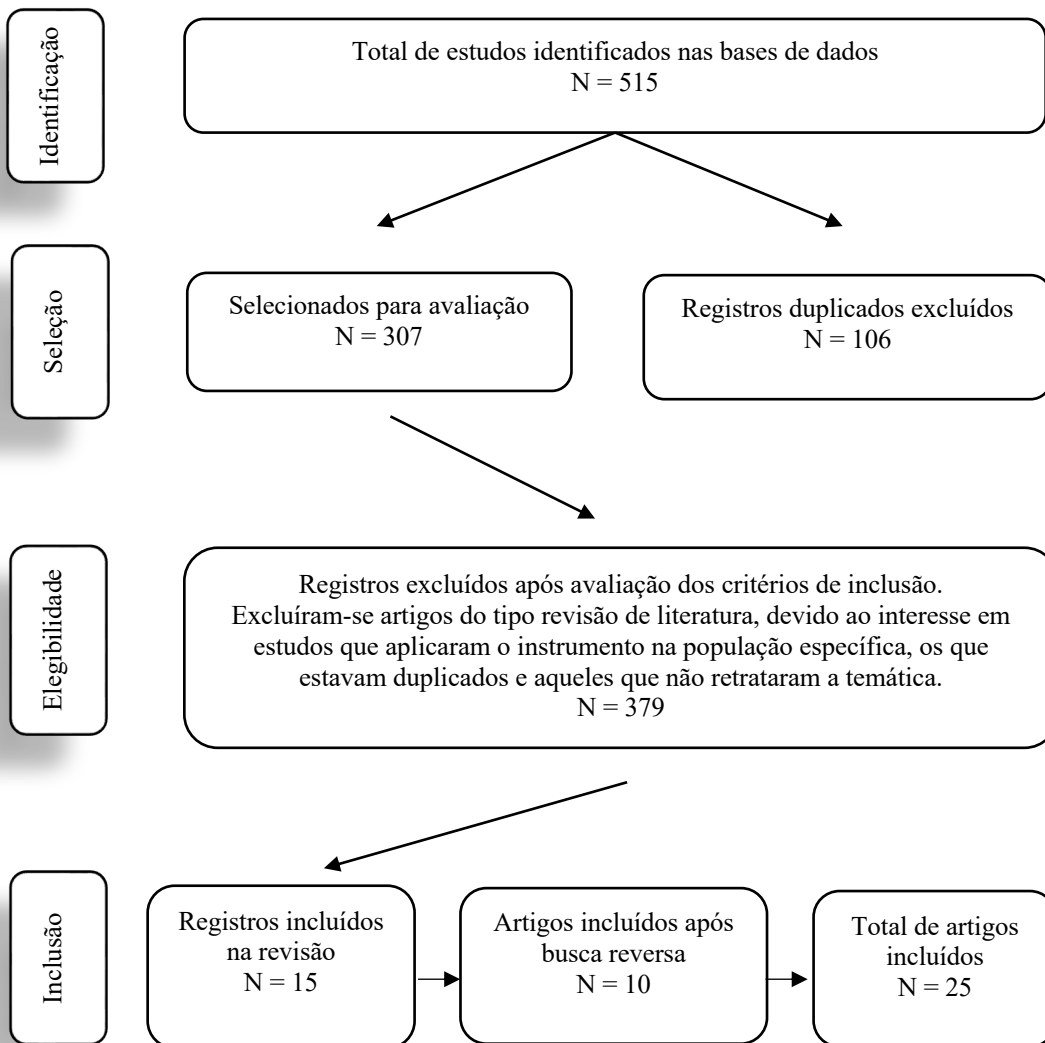 Identificação
Total de estudos identificados nas bases de dados
N = 515
Seleção
Selecionados para avaliação
N = 307
Registros duplicados excluídos
N = 106
Elegibilidade
Registros excluídos após avaliação dos critérios de inclusão.
Excluíram-se artigos do tipo revisão de literatura, devido ao interesse em
estudos que aplicaram o instrumento na população específica, os que
estavam duplicados e aqueles que não retrataram a temática.
N = 379
Inclusão
Registros incluídos
na revisão
N = 15
Artigos incluídos após
busca reversa
N = 10
Total de artigos
incluídos
N = 25